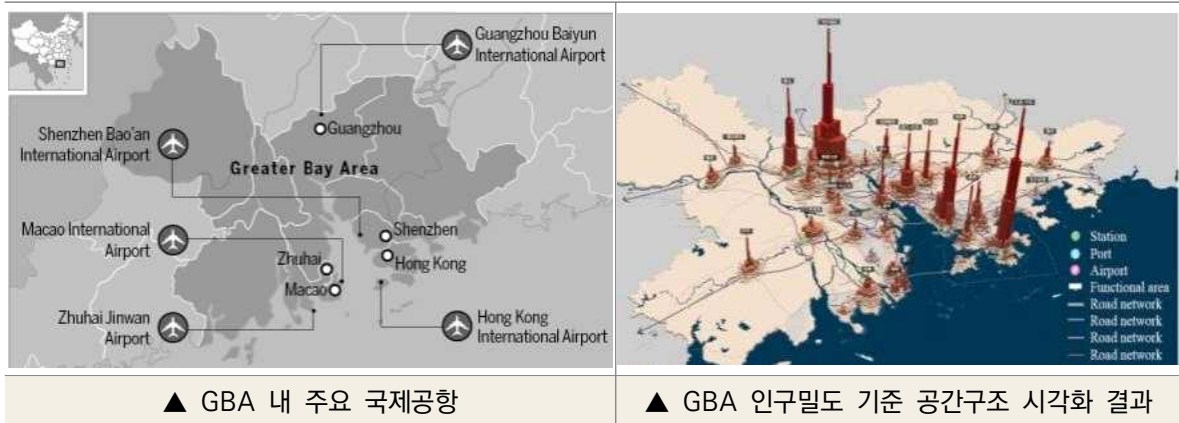 Guangzhou Baiyun
International Airport
Shenzhen Bao'an
International Airport
Guangzhou
Greater Bay Area
Macao International
Airport
Shenzhen
Zhuhai
Hong Kong
Macao
Zhuhai Jinwan
Airport
Hong Kong
International Airport
Station
Port
Airport
Functional area
Road network
Road network
Road network
Road network
▲ GBA 내 주요 국제공항
▲ GBA 인구밀도 기준 공간구조 시각화 결과